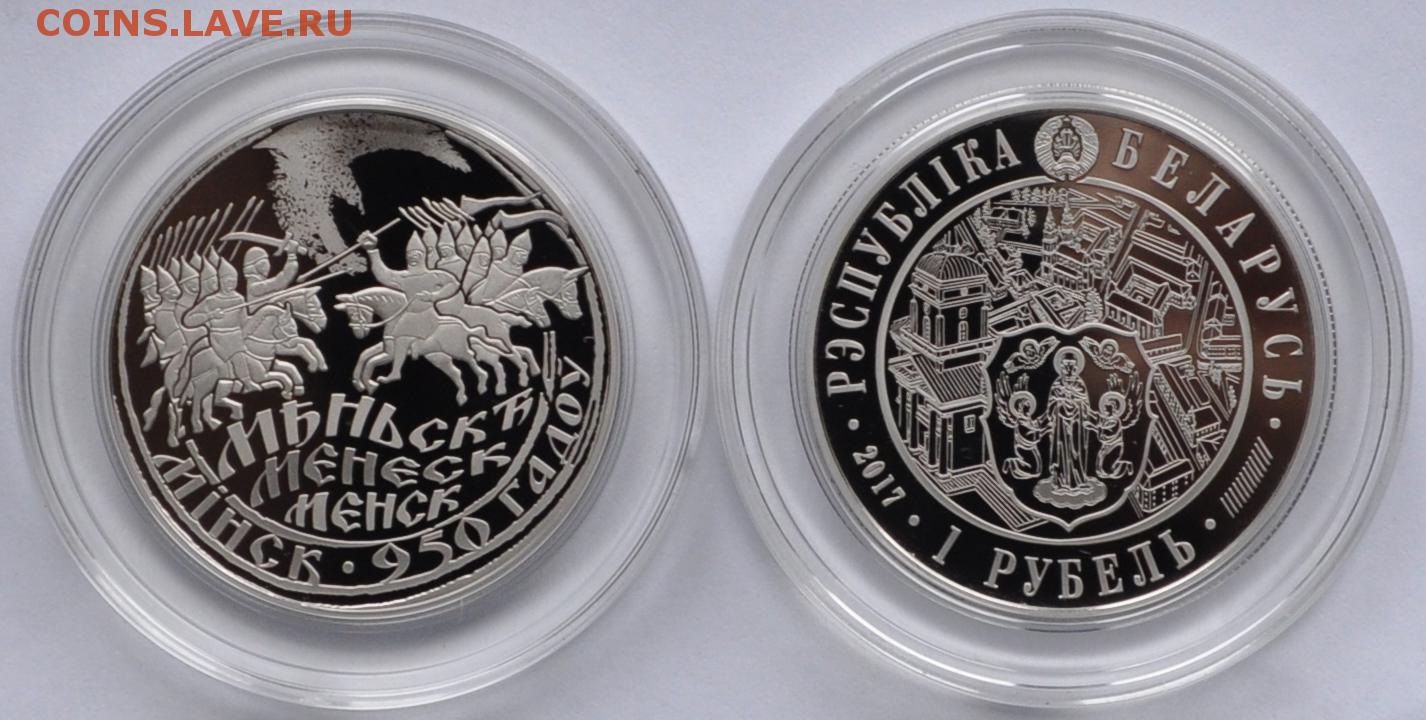 COINS.LAVE.RU
МѢНЬСКЪ
МЕНЕСК
МЕНСК
МІНСК · 950 ГАДОЎ
РЭСПУБЛІКА БЕЛАРУСЬ
· 2017 · 1 РУБЕЛЬ ·